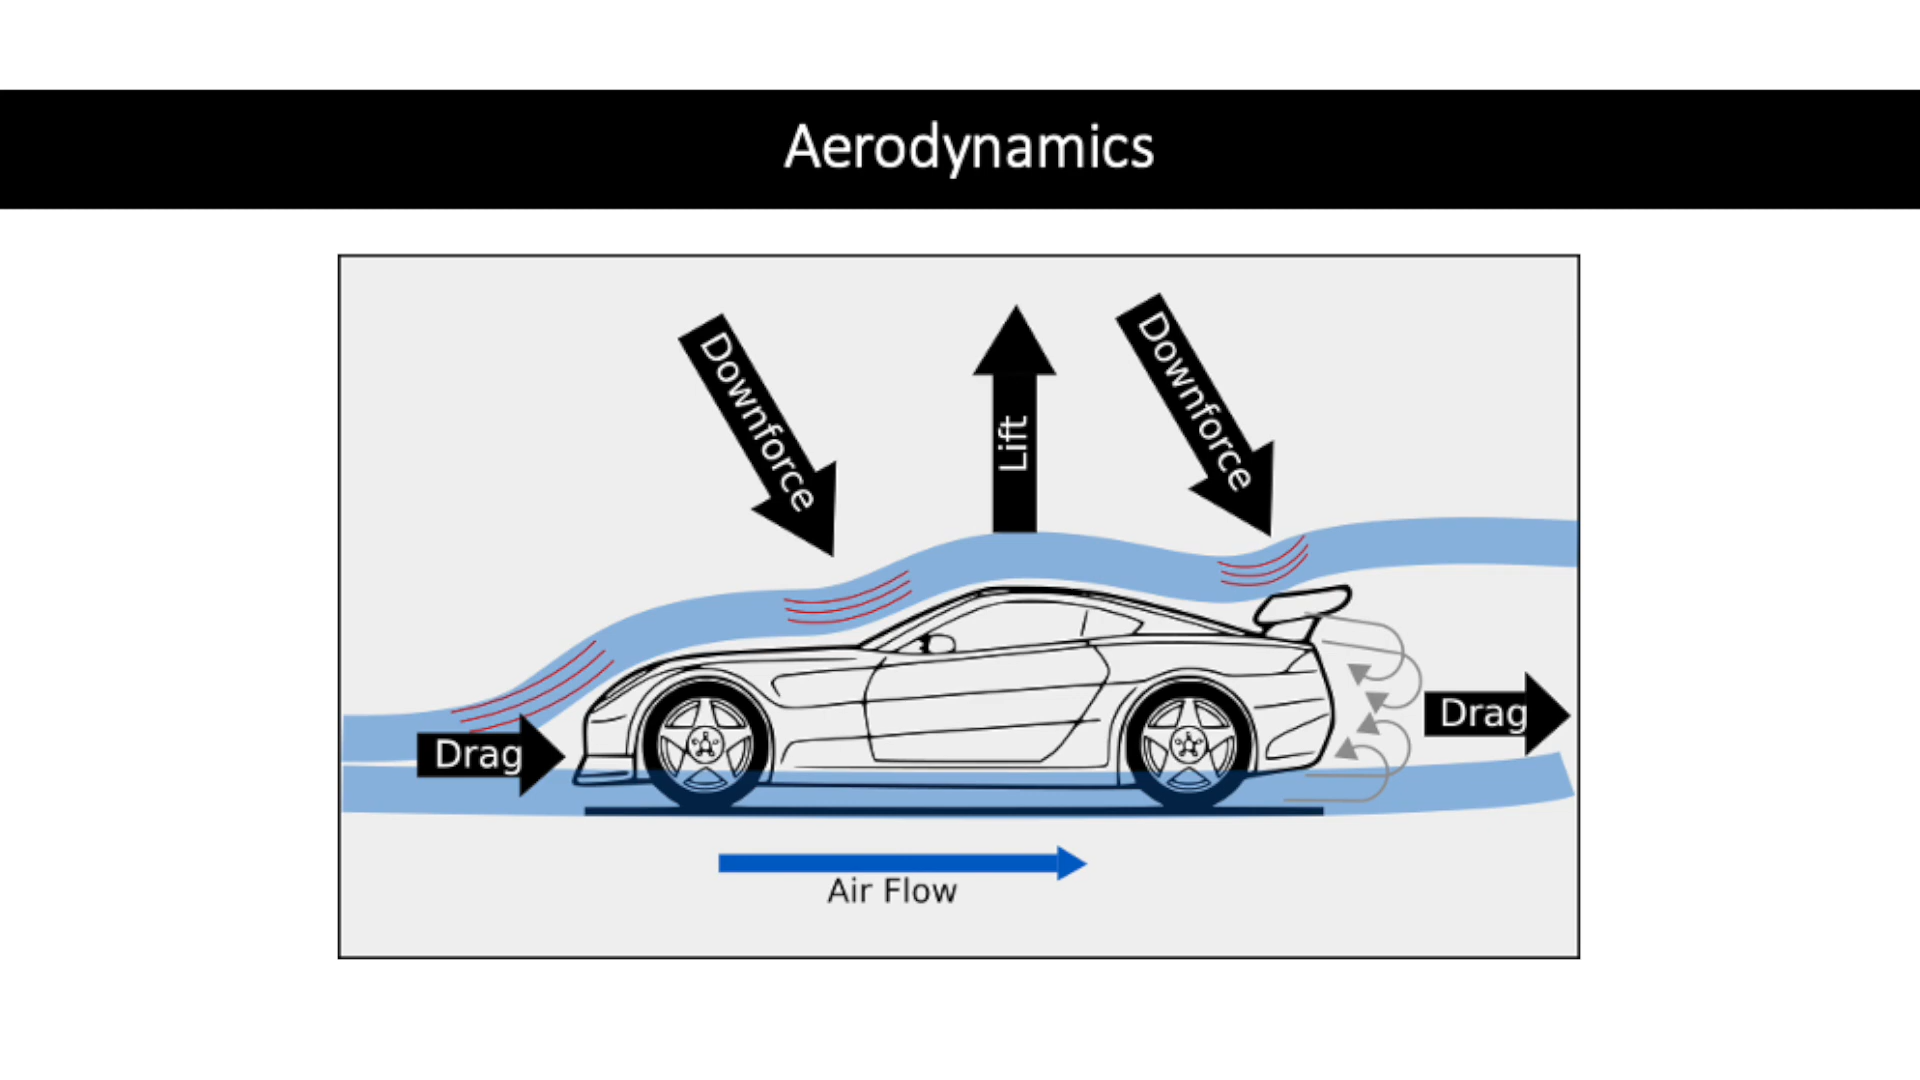 Aerodynamics
Downforce
Lift
Downforce
Drag
Drag
Air Flow